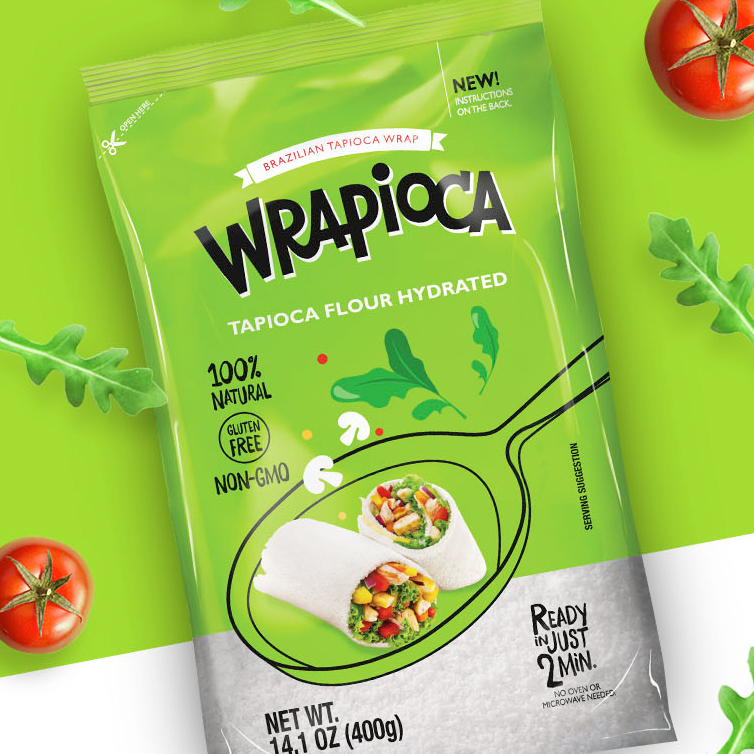 OPEN HERE
NEW!
INSTRUCTIONS
ON THE BACK.
BRAZILIAN TAPIOCA WRAP
WRAPiOCA
TAPIOCA FLOUR HYDRATED
100%
NATURAL
GLUTEN
FREE
NON-GMO
SERVING SUGGESTION
READY
iN JUST
2 MiN.
NO OVEN OR
MICROWAVE NEEDED.
NET WT.
14.1 OZ (400g)